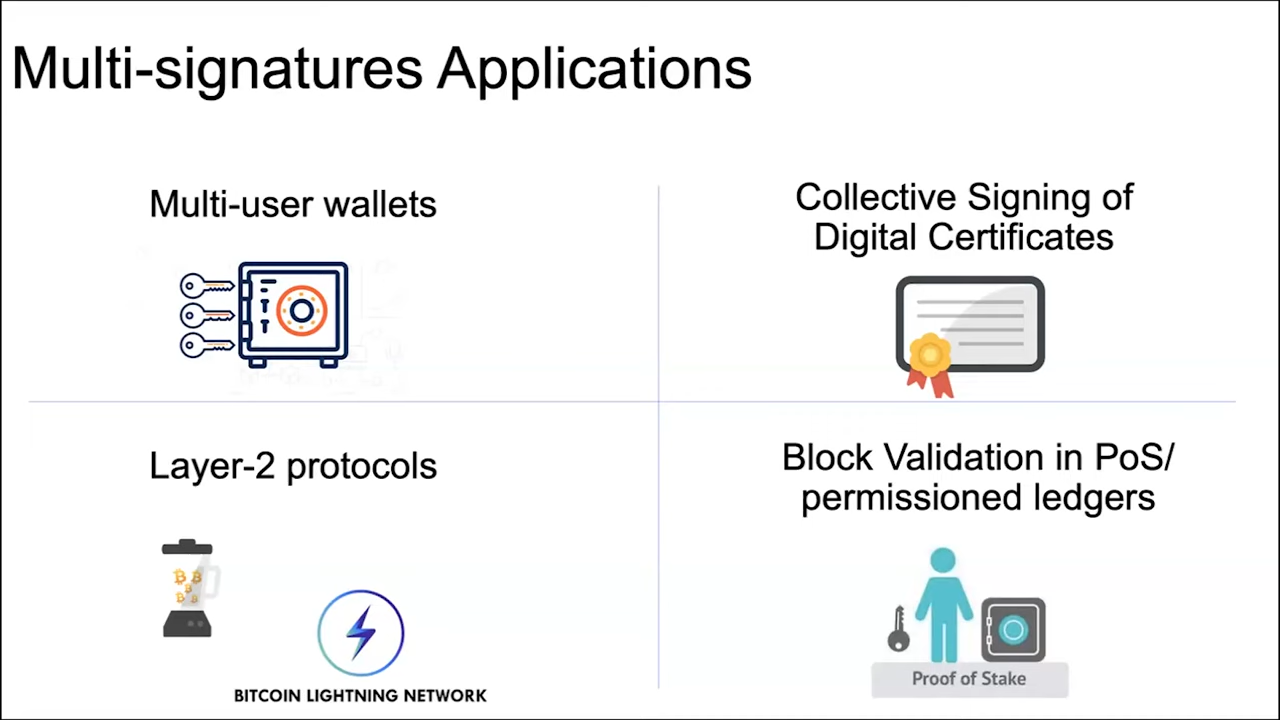 Multi-signatures Applications
Multi-user wallets
Collective Signing of
Digital Certificates
Layer-2 protocols
BITCOIN LIGHTNING NETWORK
Block Validation in PoS/
permissioned ledgers
Proof of Stake